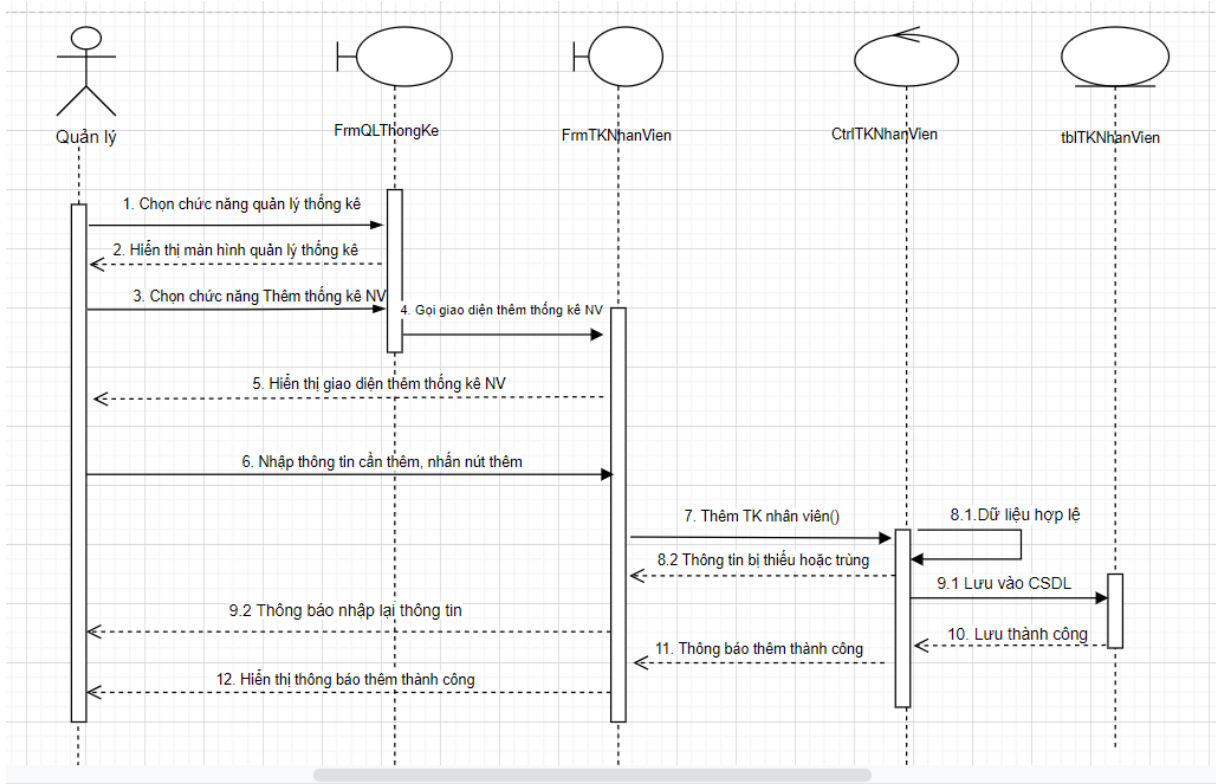 Quản lý
FrmQLThongKe
FrmTKNhanVien
CtrlTKNhanVien
tblTKNhanVien
1. Chọn chức năng quản lý thống kê
2. Hiển thị màn hình quản lý thống kê
3. Chọn chức năng Thêm thống kê NV
4. Gọi giao diện thêm thống kê NV
5. Hiển thị giao diện thêm thống kê NV
6. Nhập thông tin cần thêm, nhấn nút thêm
7. Thêm TK nhân viên()
8.1.Dữ liệu hợp lệ
8.2 Thông tin bị thiếu hoặc trùng
9.1 Lưu vào CSDL
9.2 Thông báo nhập lại thông tin
10. Lưu thành công
11. Thông báo thêm thành công
12. Hiển thị thông báo thêm thành công